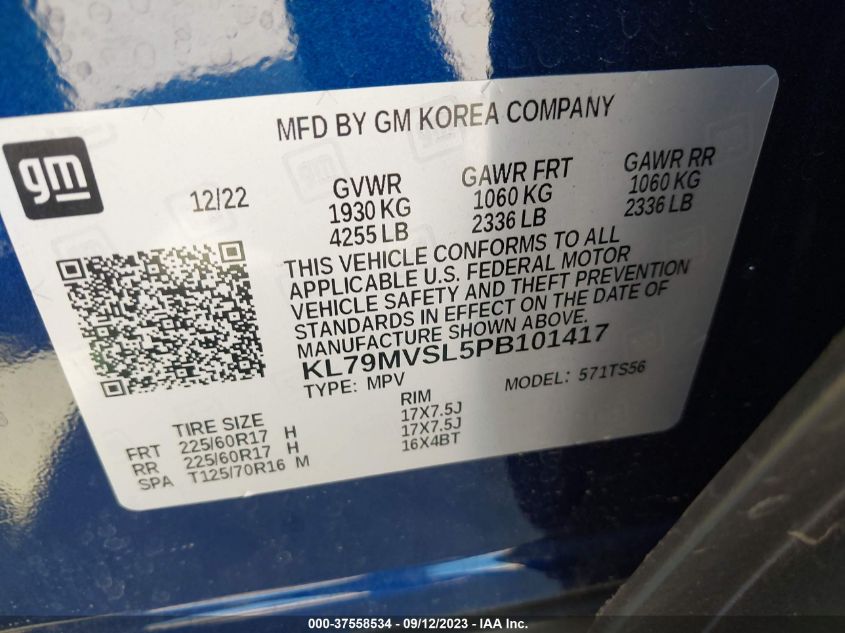 MFD BY GM KOREA COMPANY
gm
12/22
GVWR
1930 KG
4255 LB
GAWR FRT
1060 KG
2336 LB
GAWR RR
1060 KG
2336 LB
THIS VEHICLE CONFORMS TO ALL
APPLICABLE U.S. FEDERAL MOTOR
VEHICLE SAFETY AND THEFT PREVENTION
STANDARDS IN EFFECT ON THE DATE OF
MANUFACTURE SHOWN ABOVE.
KL79MVSL5PB101417
TYPE: MPV
MODEL: 571TS56
TIRE SIZE
RIM
FRT 225/60R17 H 17X7.5J
RR 225/60R17 H 17X7.5J
SPA T125/70R16 M 16X4BT
000-37558534 - 09/12/2023 - IAA Inc.